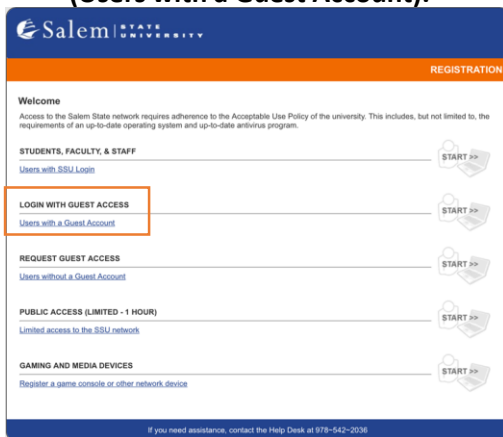 (Users with a Guest Account).
Salem STATE
UNIVERSITY
REGISTRATION
Welcome
Access to the Salem State network requires adherence to the Acceptable Use Policy of the university. This includes, but not limited to, the
requirements of an up-to-date operating system and up-to-date antivirus program.
STUDENTS, FACULTY, & STAFF
START >>
Users with SSU Login
LOGIN WITH GUEST ACCESS
START >>
Users with a Guest Account
REQUEST GUEST ACCESS
START >>
Users without a Guest Account
PUBLIC ACCESS (LIMITED - 1 HOUR)
START >>
Limited access to the SSU network
GAMING AND MEDIA DEVICES
START >>
Register a game console or other network device
If you need assistance, contact the Help Desk at 978~542~2036